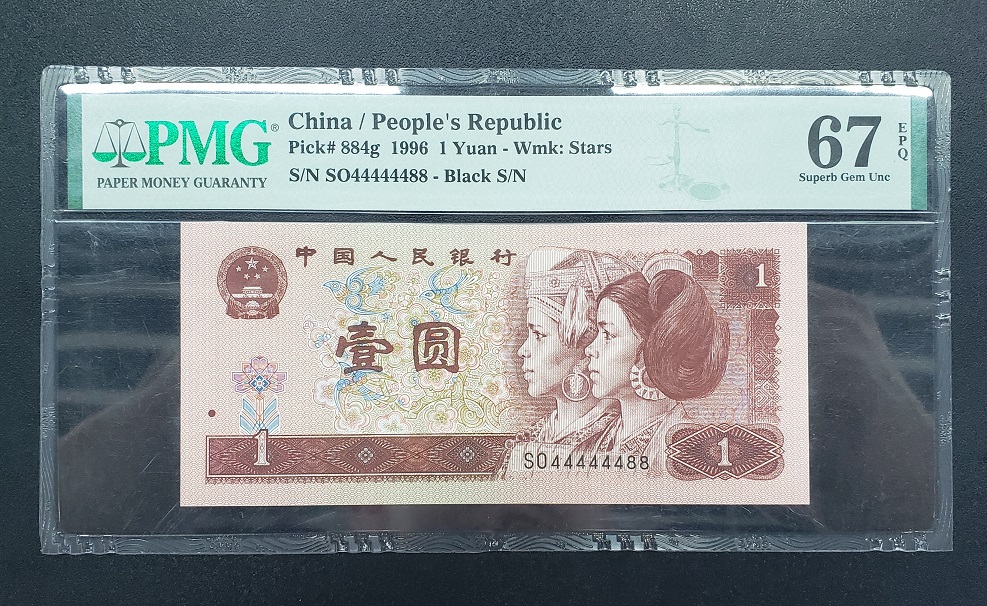 PMG®
PAPER MONEY GUARANTY
China / People's Republic
Pick# 884g 1996 1 Yuan - Wmk: Stars
S/N SO44444488 - Black S/N
67
EPQ
Superb Gem Unc
中国人民银行
1
壹圆
1
SO44444488
1